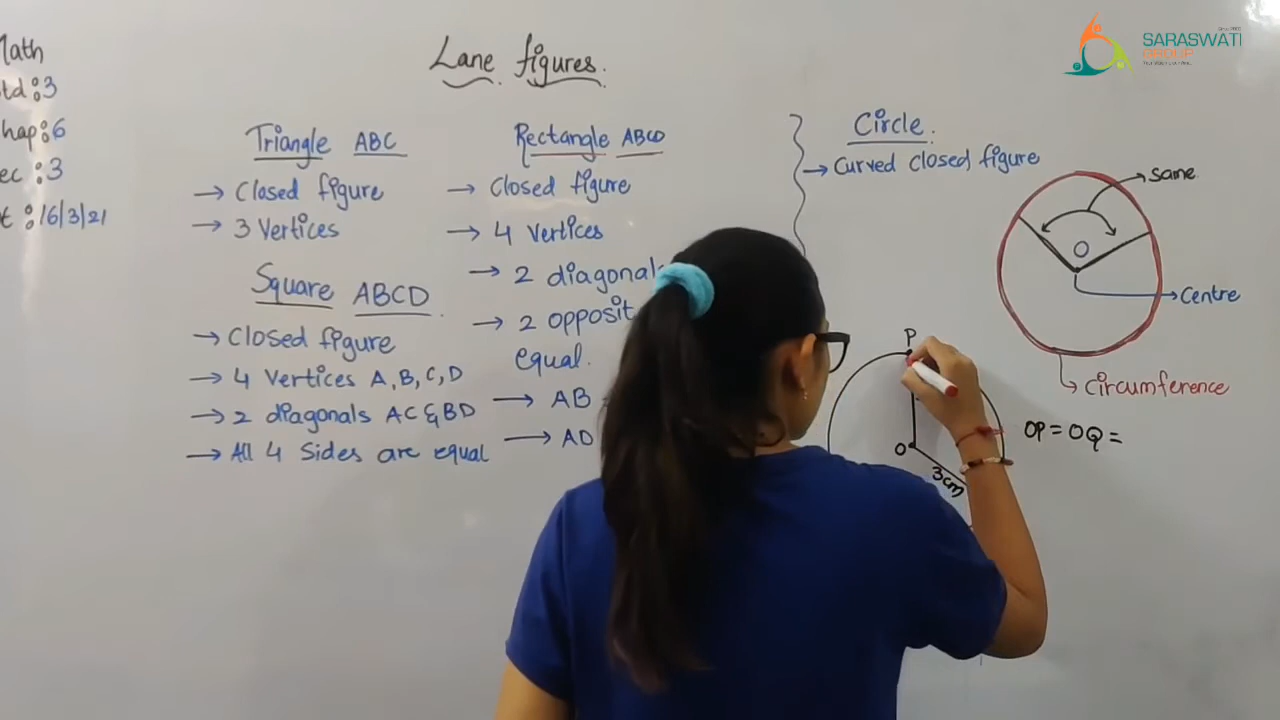 Math
Std : 3
Chap : 6
Sec : 3
16/3/21
Lane figures.
Triangle ABC
→ Closed figure
→ 3 Vertices
Square ABCD
→ Closed figure
→ 4 Vertices A, B, C, D
→ 2 diagonals AC & BD
→ All 4 Sides are equal
Rectangle ABCD
→ Closed figure
→ 4 Vertices
→ 2 diagonals
→ 2 opposit
equal.
→ AB
→ AD
Circle.
→ Curved closed figure
Same
O
Centre
Circumference
P
O
3cm
OP = OQ =
SARASWATI
GROUP